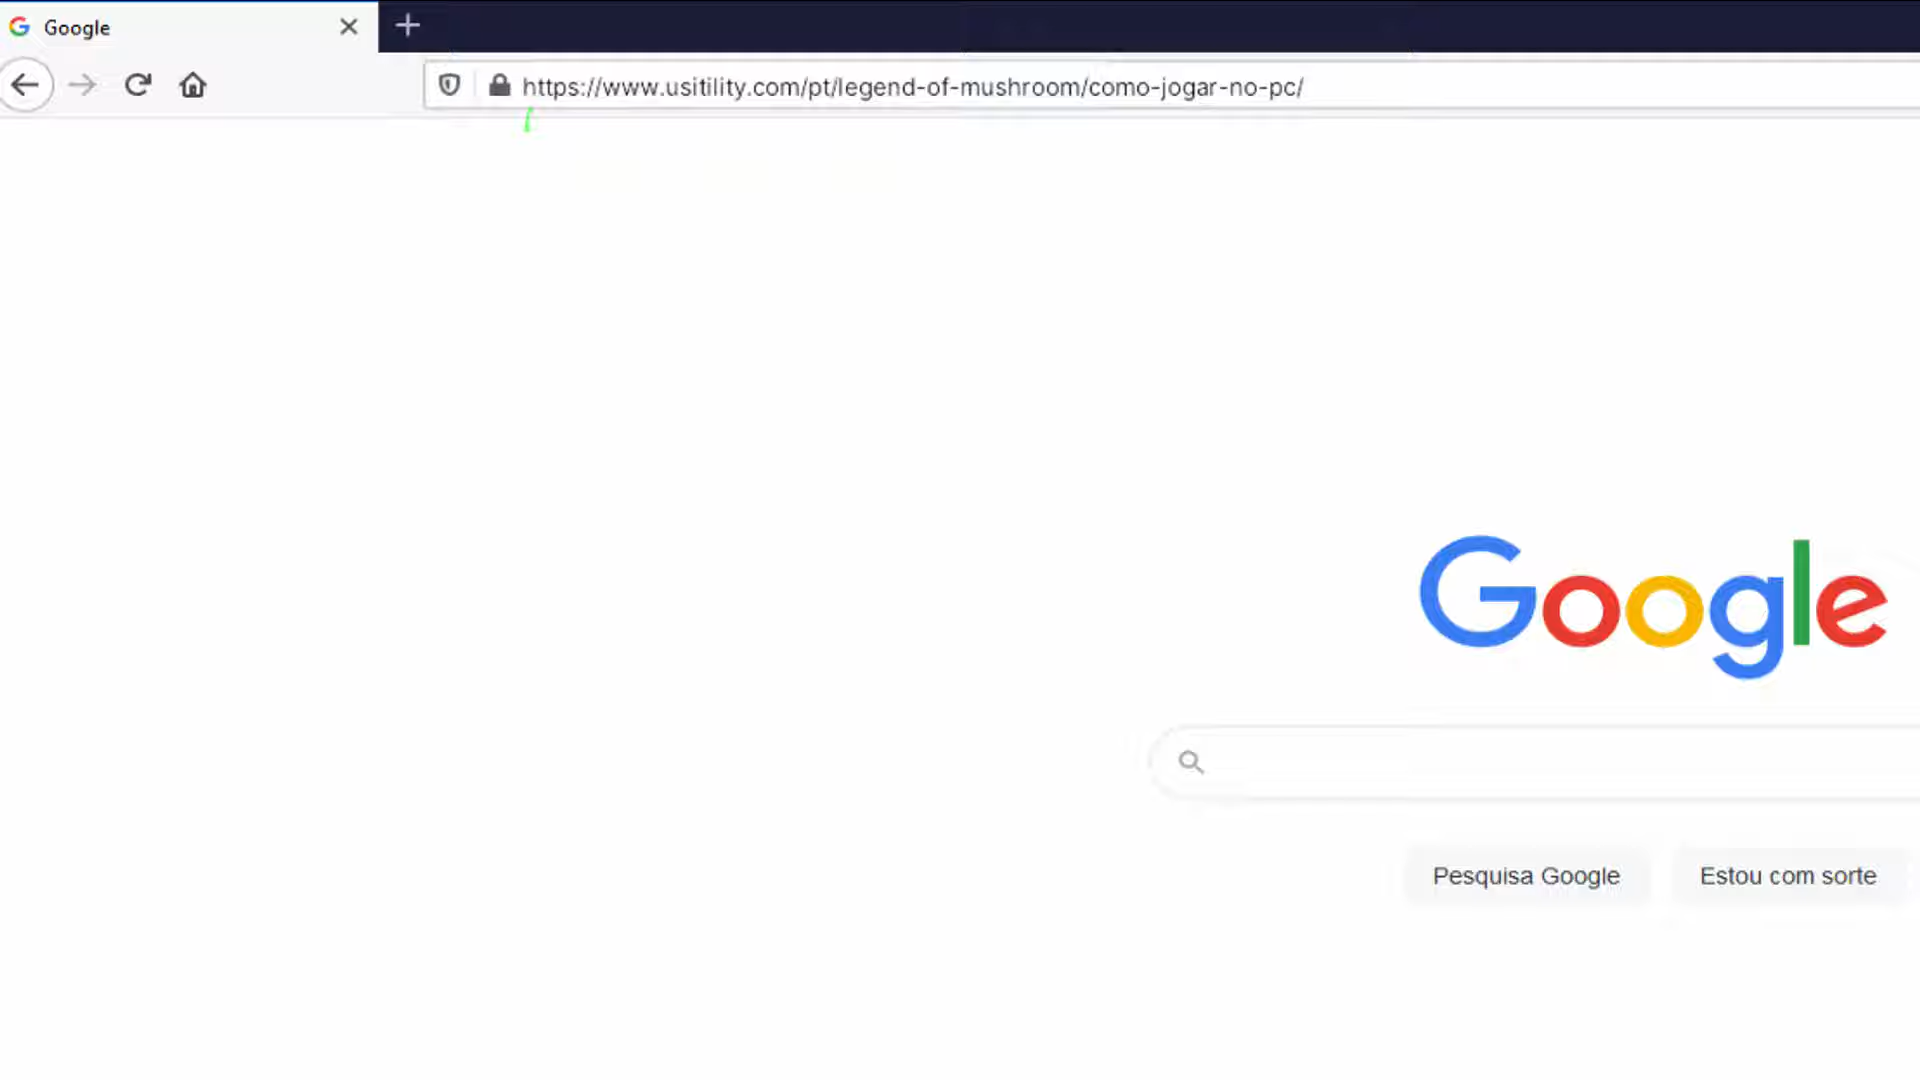 Google
https://www.usitility.com/pt/legend-of-mushroom/como-jogar-no-pc/
Google
Pesquisa Google
Estou com sorte